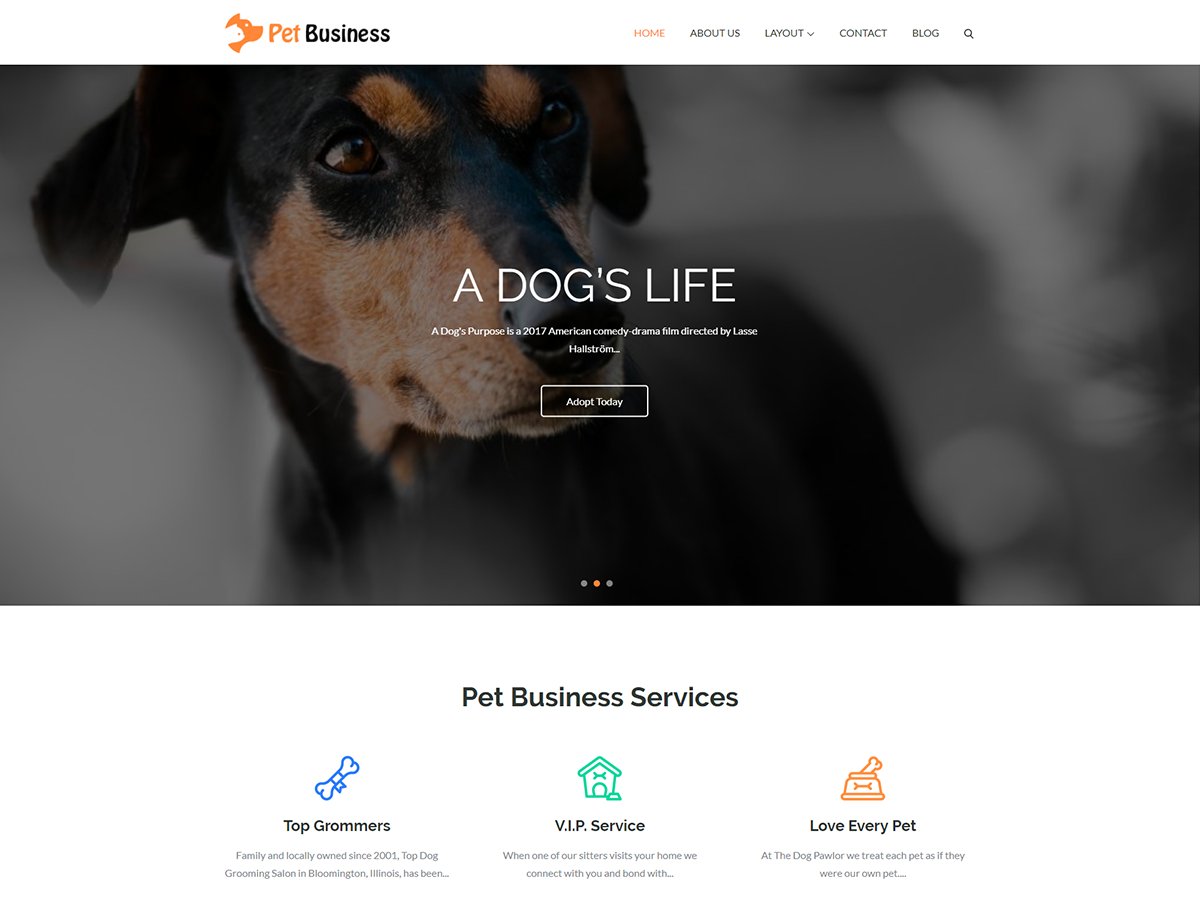 Pet Business
HOME ABOUT US LAYOUT CONTACT BLOG
A DOG’S LIFE
A Dog's Purpose is a 2017 American comedy-drama film directed by Lasse
Hallström...
Adopt Today
Pet Business Services
Top Grommers
Family and locally owned since 2001, Top Dog
Grooming Salon in Bloomington, Illinois, has been...
V.I.P. Service
When one of our sitters visits your home we
connect with you and bond with...
Love Every Pet
At The Dog Pawlor we treat each pet as if they
were our own pet....